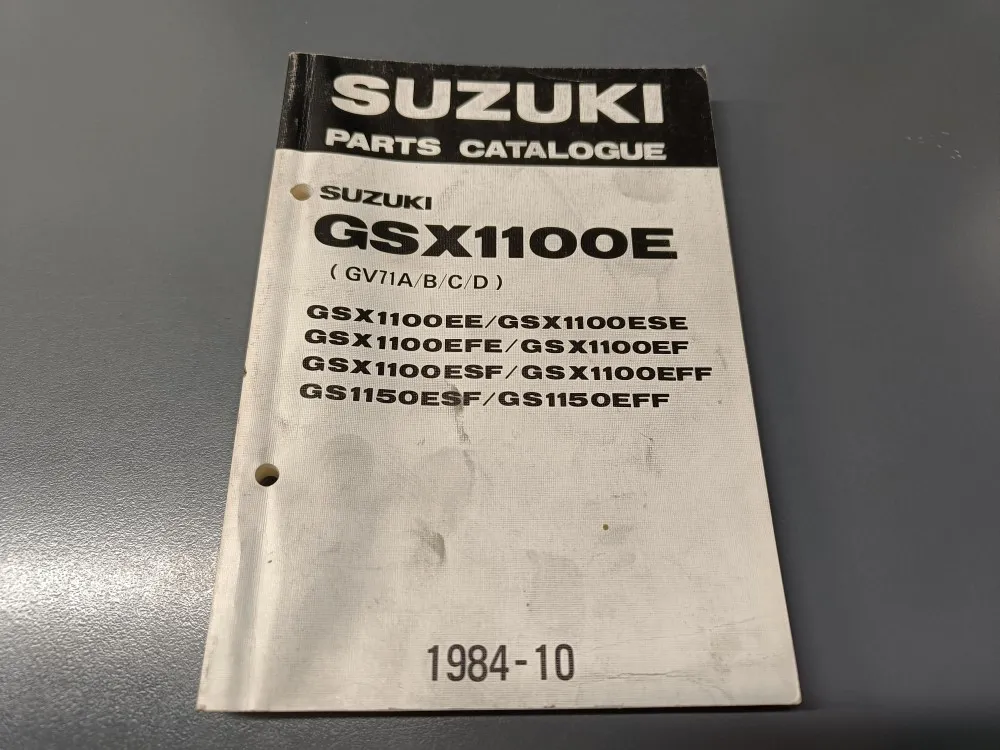 SUZUKI
PARTS CATALOGUE
SUZUKI
GSX1100E
( GV71A/B/C/D )
GSX1100EE/GSX1100ESE
GSX1100EFE/GSX1100EF
GSX1100ESF/GSX1100EFF
GS1150ESF/GS1150EFF
1984-10